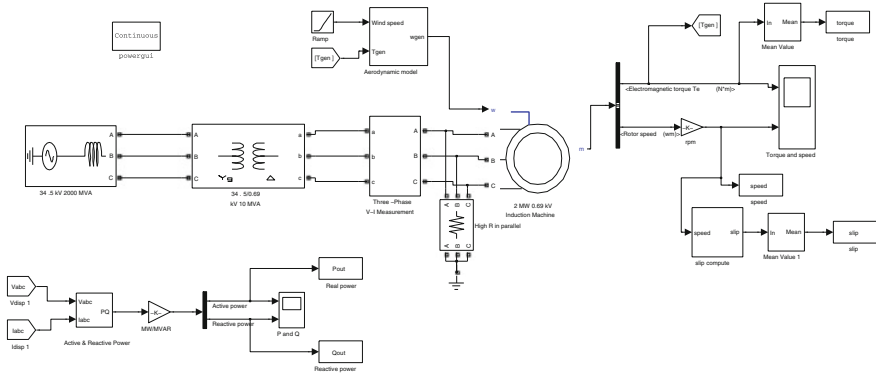 Continuous
powergui
Ramp
[Tgen ]
Wind speed
Tgen
wgen
Aerodynamic model
A
B
C
34 .5 kV 2000 MVA
A
B
C
a
b
c
34 . 5/0.69
kV 10 MVA
a
b
c
A
B
C
Three –Phase
V–I Measurement
A B C
A B C
High R in parallel
w
A
B
C
m
2 MW 0.69 kV
Induction Machine
<Electromagnetic torque Te (N*m)>
<Rotor speed (wm)>
–K–
rpm
[Tgen ]
In Mean
Mean Value
torque
torque
Torque and speed
speed
speed
speed slip
slip compute
In Mean
Mean Value 1
slip
slip
Vabc
Vdiap 1
Iabc
Idiap 1
Vabc
Iabc
PQ
Active & Reactive Power
–K–
MW/MVAR
Active power
Reactive power
Pout
Real power
P and Q
Qout
Reactive power